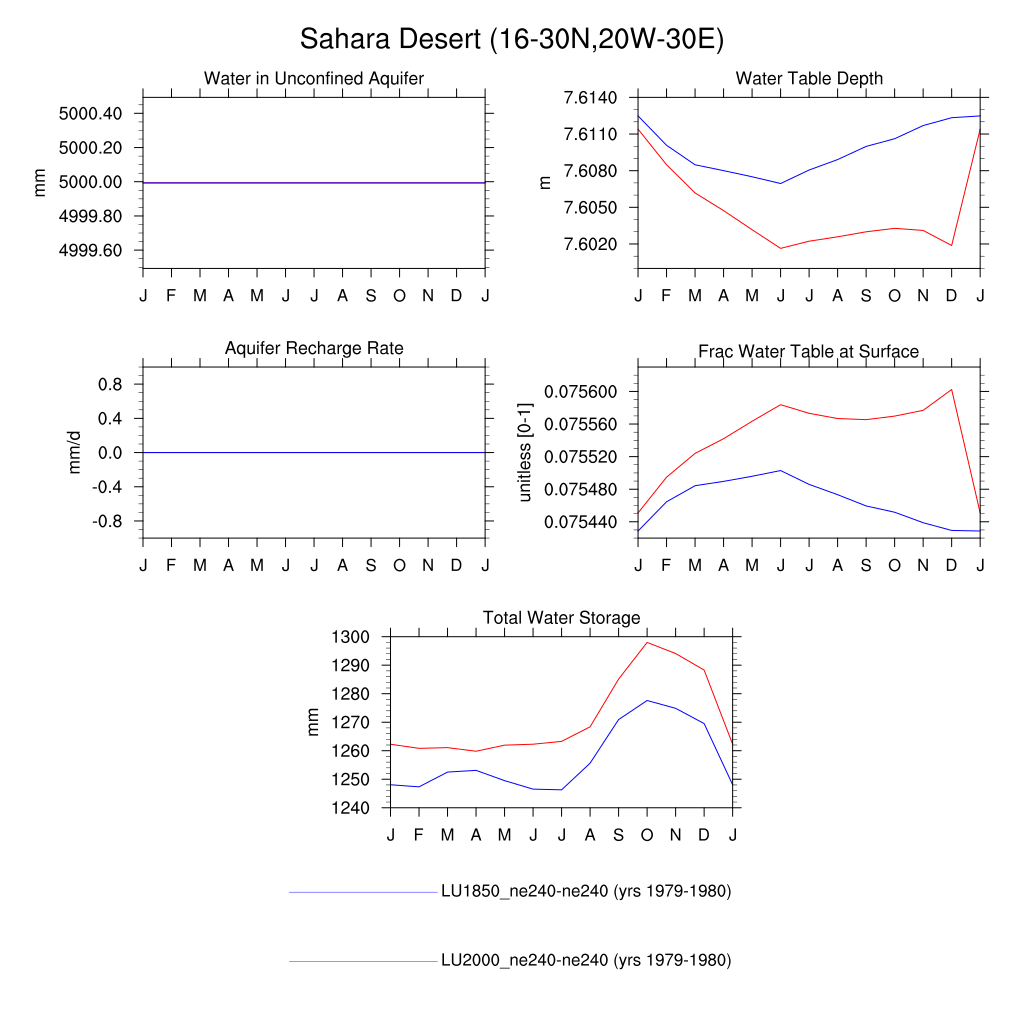 Sahara Desert (16-30N,20W-30E)
Water in Unconfined Aquifer
mm
5000.40
5000.20
5000.00
4999.80
4999.60
J F M A M J J A S O N D J
Water Table Depth
m
7.6140
7.6110
7.6080
7.6050
7.6020
J F M A M J J A S O N D J
Aquifer Recharge Rate
mm/d
0.8
0.4
0.0
-0.4
-0.8
J F M A M J J A S O N D J
Frac Water Table at Surface
unitless [0-1]
0.075600
0.075560
0.075520
0.075480
0.075440
J F M A M J J A S O N D J
Total Water Storage
mm
1300
1290
1280
1270
1260
1250
1240
J F M A M J J A S O N D J
LU1850_ne240-ne240 (yrs 1979-1980)
LU2000_ne240-ne240 (yrs 1979-1980)